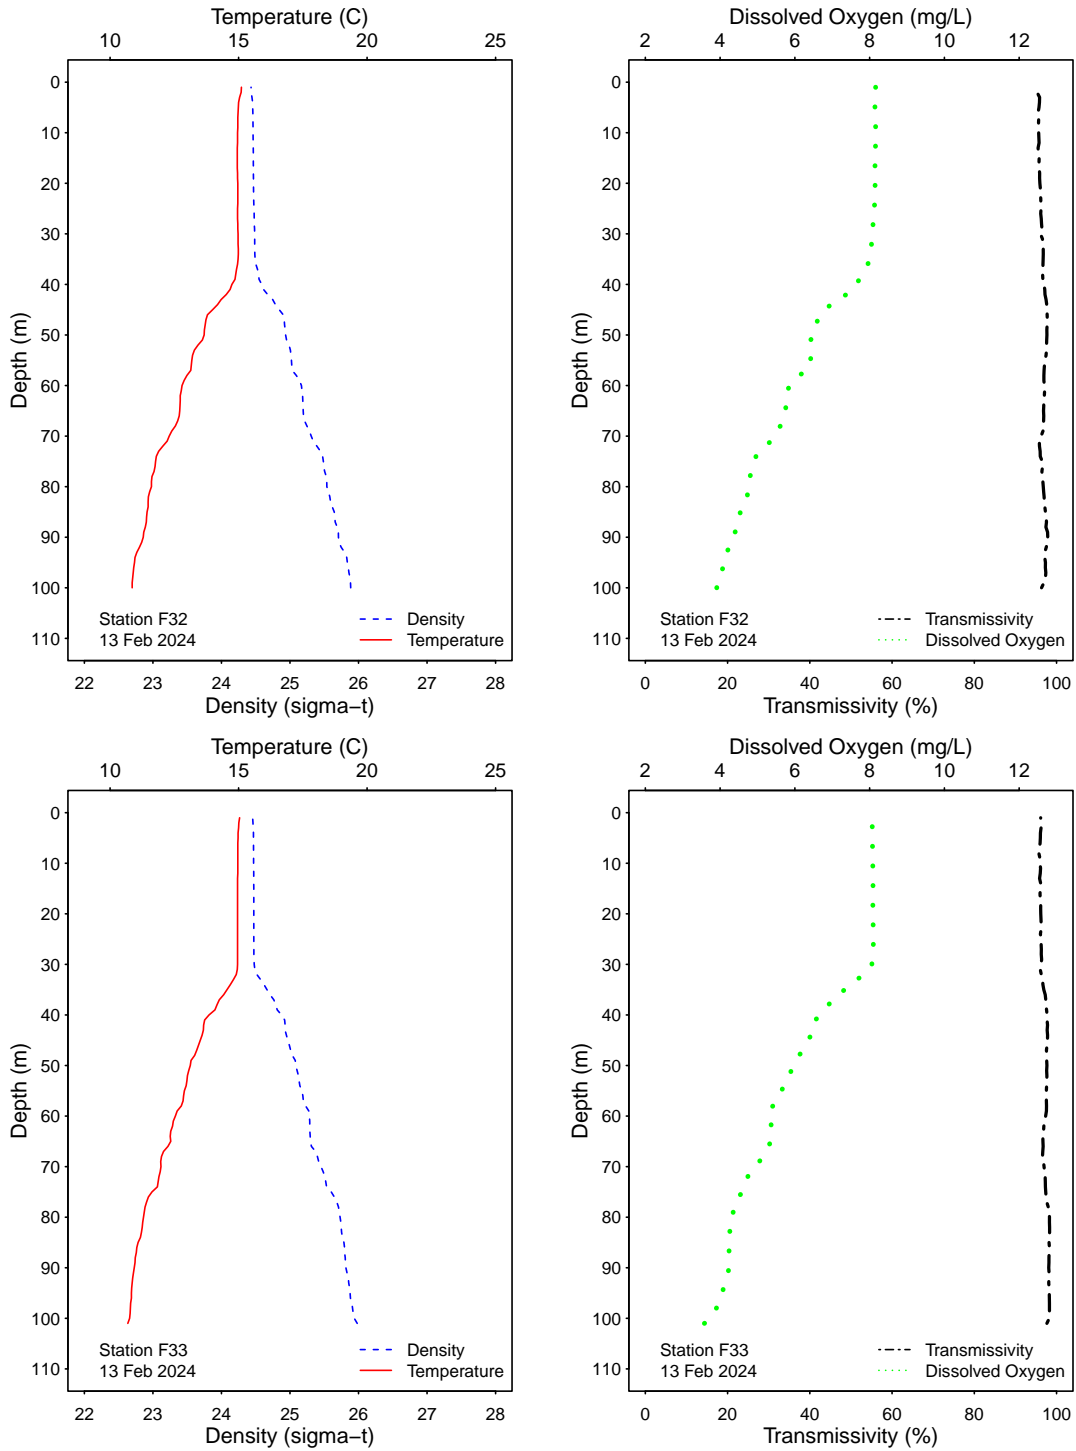 Temperature (C)
10 15 20 25
0
10
20
30
40
50
60
70
80
90
100
110
Depth (m)
Station F32
13 Feb 2024
Density
Temperature
22 23 24 25 26 27 28
Density (sigma−t)
Dissolved Oxygen (mg/L)
2 4 6 8 10 12
0
10
20
30
40
50
60
70
80
90
100
110
Depth (m)
Station F32
13 Feb 2024
Transmissivity
Dissolved Oxygen
0 20 40 60 80 100
Transmissivity (%)
Temperature (C)
10 15 20 25
0
10
20
30
40
50
60
70
80
90
100
110
Depth (m)
Station F33
13 Feb 2024
Density
Temperature
22 23 24 25 26 27 28
Density (sigma−t)
Dissolved Oxygen (mg/L)
2 4 6 8 10 12
0
10
20
30
40
50
60
70
80
90
100
110
Depth (m)
Station F33
13 Feb 2024
Transmissivity
Dissolved Oxygen
0 20 40 60 80 100
Transmissivity (%)